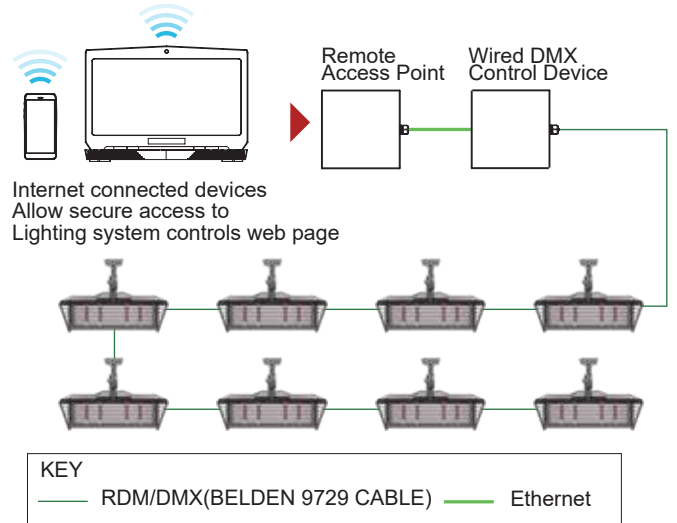 Remote
Access Point
Wired DMX
Control Device
Internet connected devices
Allow secure access to
Lighting system controls web page
KEY
RDM/DMX(BELDEN 9729 CABLE)
Ethernet